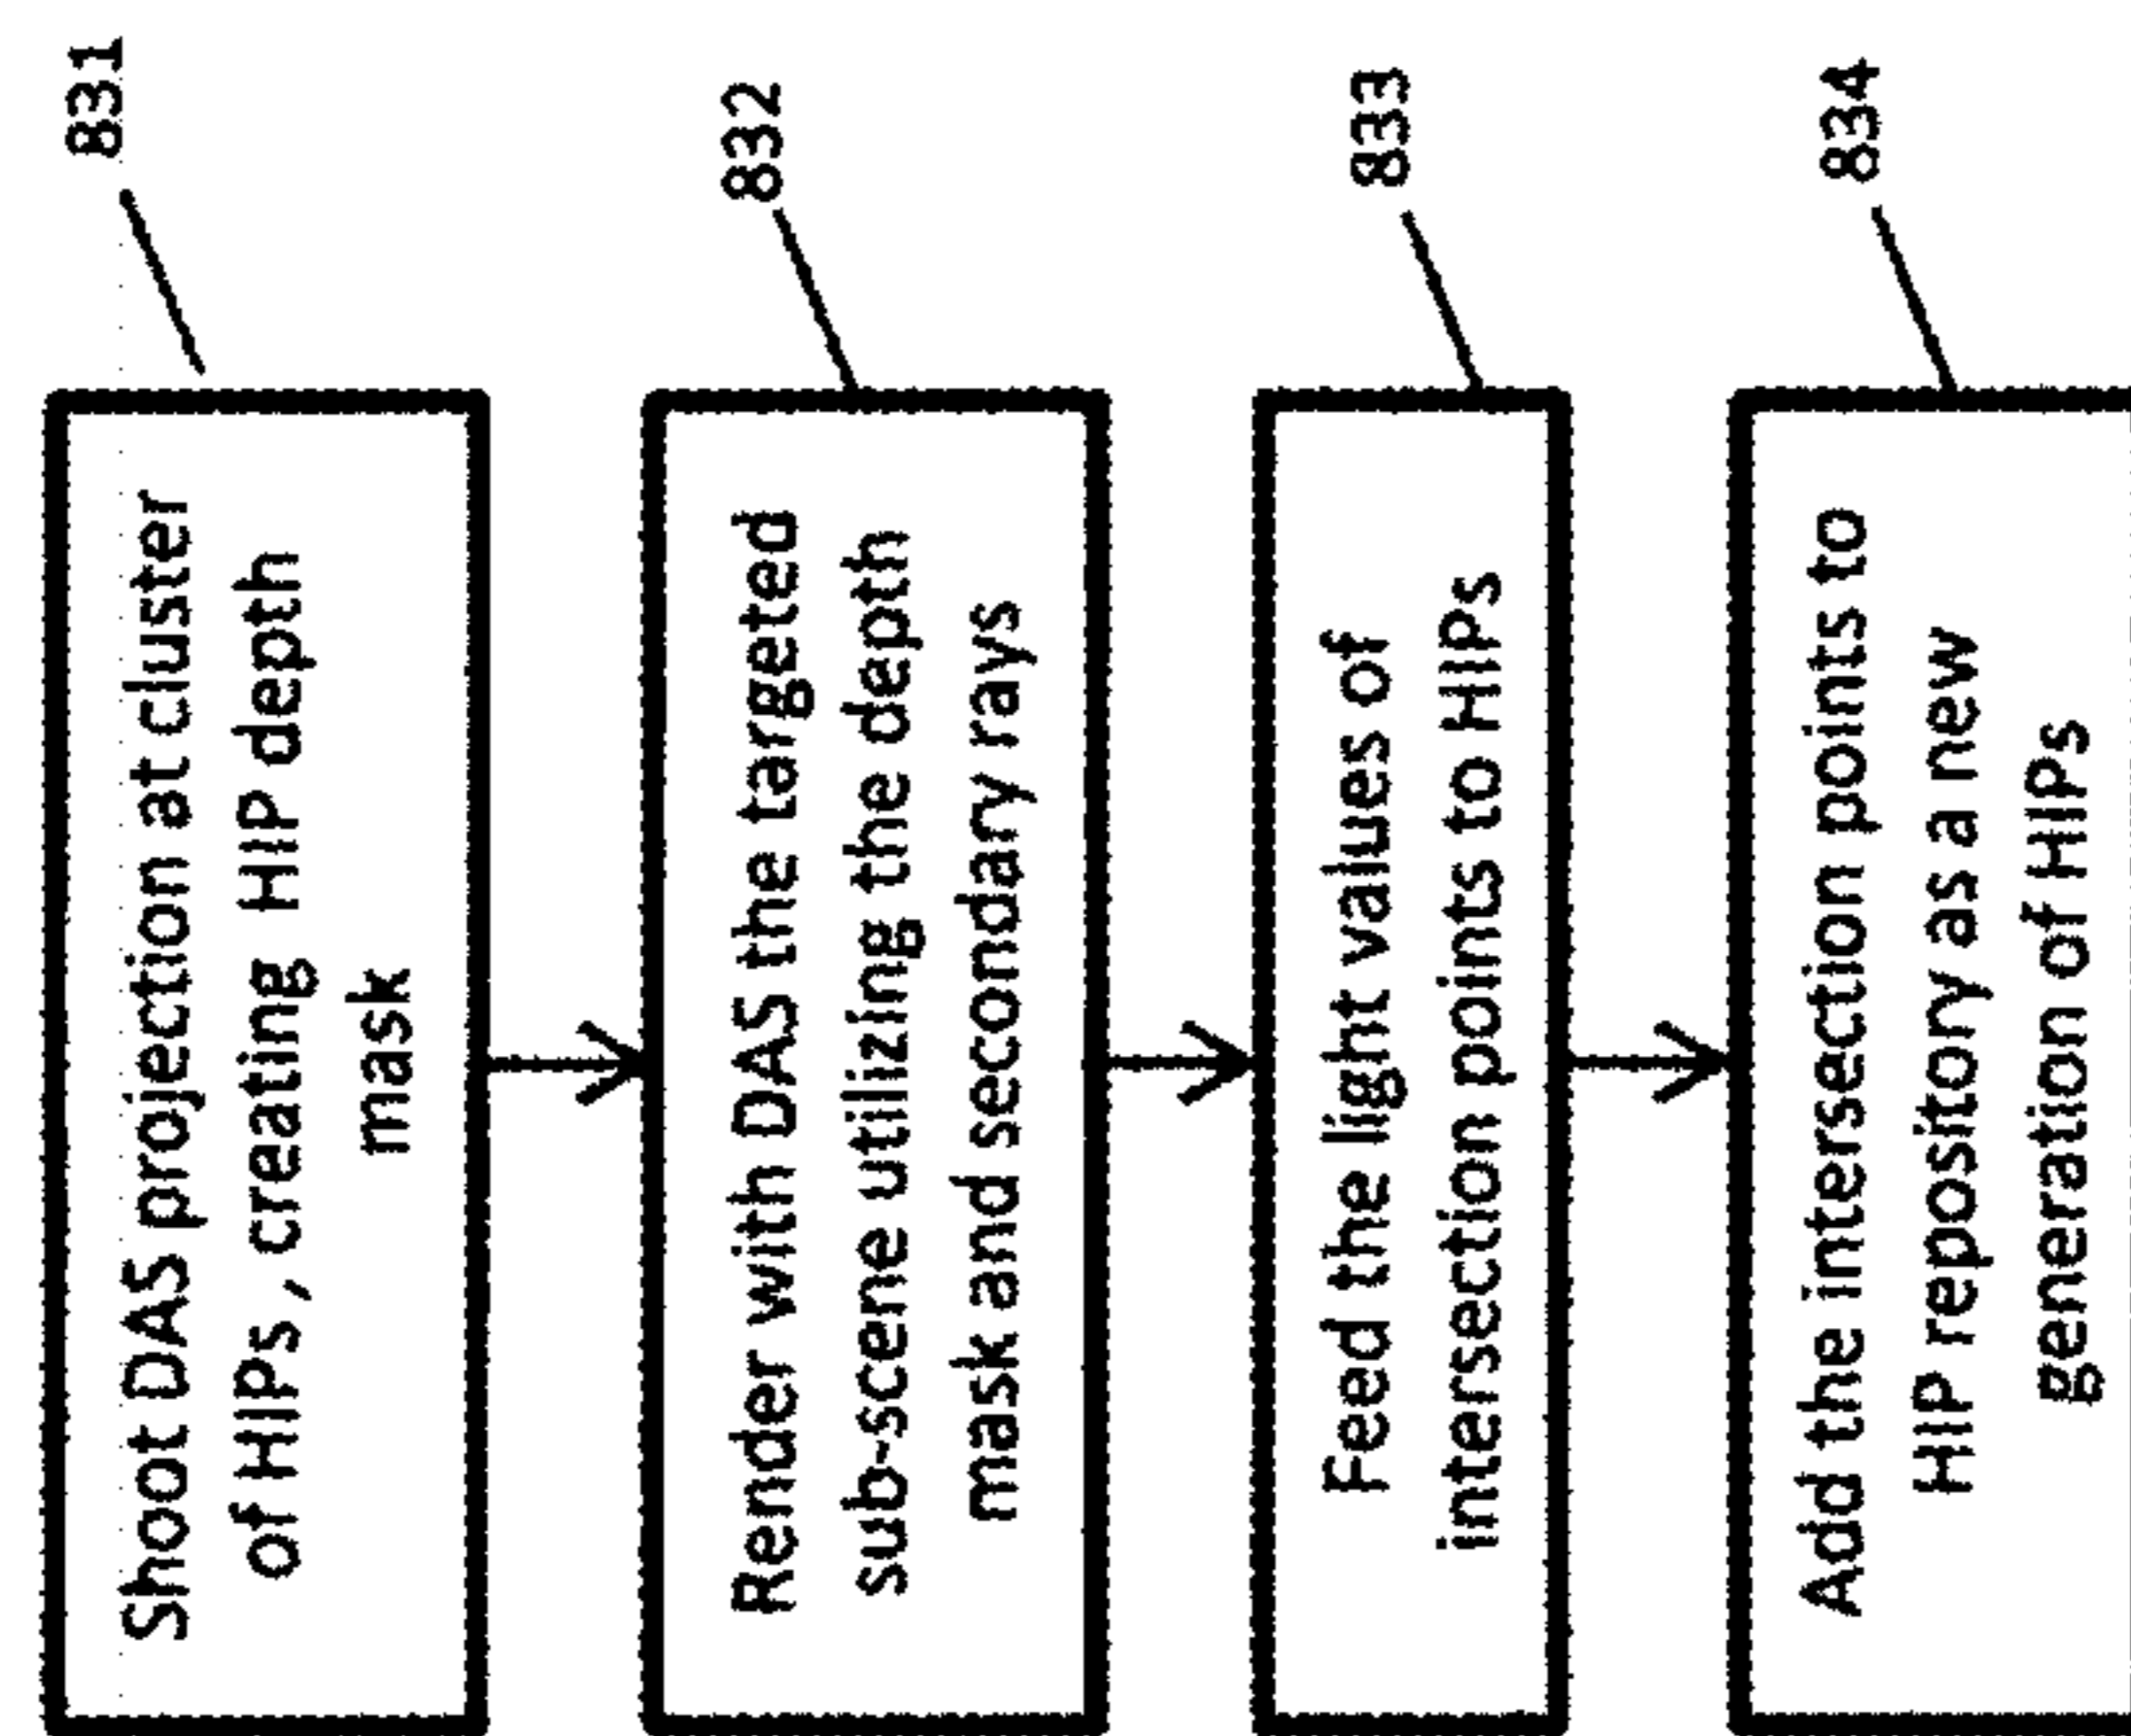 Shoot DAS projection at cluster
of HIPs, creating HIP depth
mask
831
Render with DAS the targeted
sub-scene utilizing the depth
mask and secondary rays
832
Feed the light values of
intersection points to HIPs
833
Add the intersection points to
HIP repository as a new
generation of HIPs
834